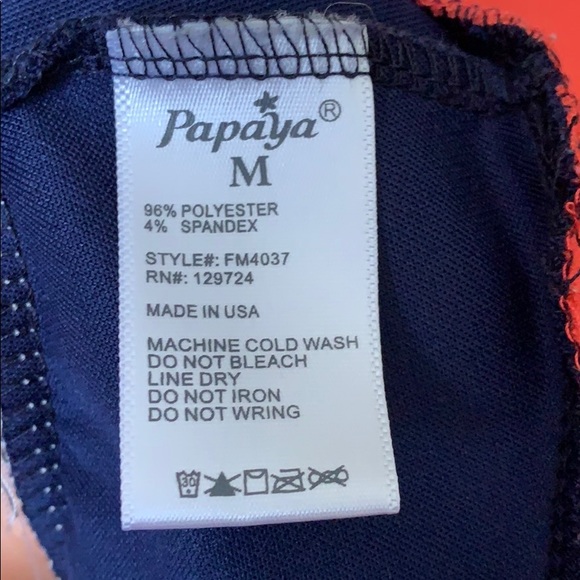 Papaya®
M
96% POLYESTER
4% SPANDEX
STYLE#: FM4037
RN#: 129724
MADE IN USA
MACHINE COLD WASH
DO NOT BLEACH
LINE DRY
DO NOT IRON
DO NOT WRING
30